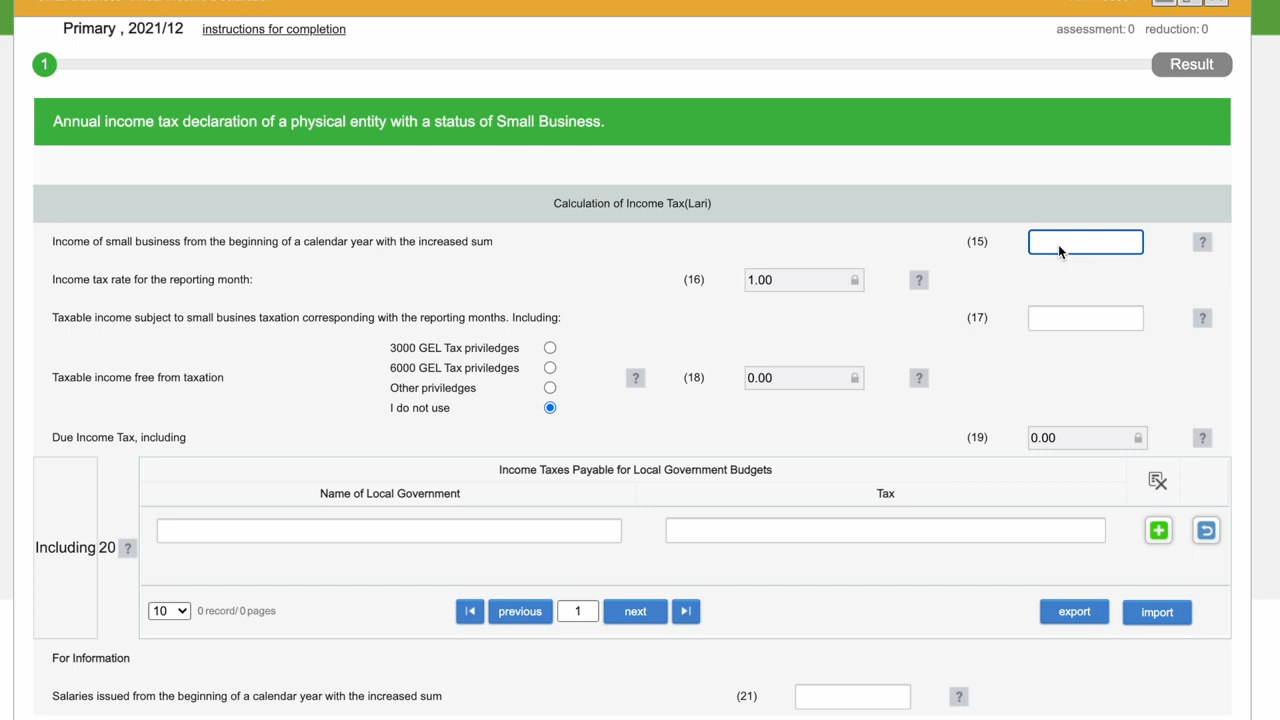 Primary , 2021/12 instructions for completion assessment: 0 reduction: 0
1 Result
Annual income tax declaration of a physical entity with a status of Small Business.
Calculation of Income Tax(Lari)
Income of small business from the beginning of a calendar year with the increased sum (15) ?
Income tax rate for the reporting month: (16) 1.00 ?
Taxable income subject to small busines taxation corresponding with the reporting months. Including: (17) ?
3000 GEL Tax priviledges
6000 GEL Tax priviledges
Taxable income free from taxation ? (18) 0.00 ?
Other priviledges
I do not use
Due Income Tax, including (19) 0.00 ?
Income Taxes Payable for Local Government Budgets
Name of Local Government Tax
Including 20 ?
10 0 record/ 0 pages previous 1 next export import
For Information
Salaries issued from the beginning of a calendar year with the increased sum (21) ?